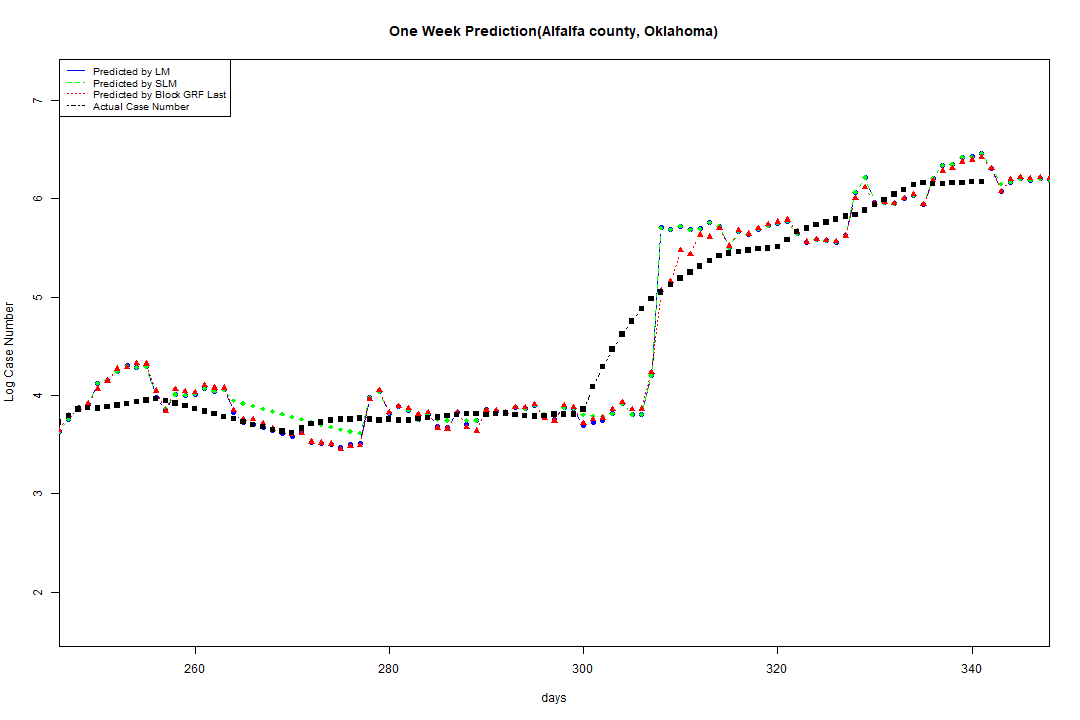 One Week Prediction(Alfalfa county, Oklahoma)
Predicted by LM
Predicted by SLM
Predicted by Block GRF Last
Actual Case Number
7
6
5
4
3
2
Log Case Number
260 280 300 320 340
days